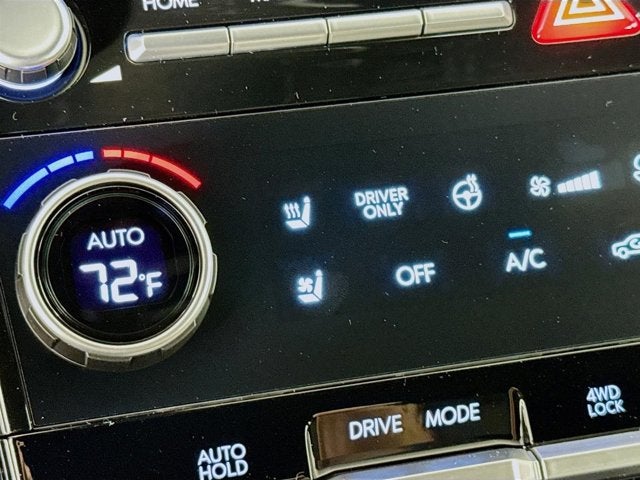 HOME
AUTO
72°F
DRIVER
ONLY
OFF
A/C
AUTO
HOLD
DRIVE MODE
4WD
LOCK